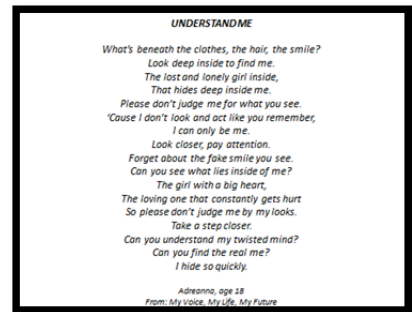 UNDERSTAND ME
What's beneath the clothes, the hair, the smile?
Look deep inside to find me.
The lost and lonely girl inside,
That hides deep inside me.
Please don't judge me for what you see.
'Cause I don't look and act like you remember,
I can only be me.
Look closer, pay attention.
Forget about the fake smile you see.
Can you see what lies inside of me?
The girl with a big heart,
The loving one that constantly gets hurt
So please don't judge me by my looks.
Take a step closer.
Can you understand my twisted mind?
Can you find the real me?
I hide so quickly.
Adreanna, age 18
From: My Voice, My Life, My Future